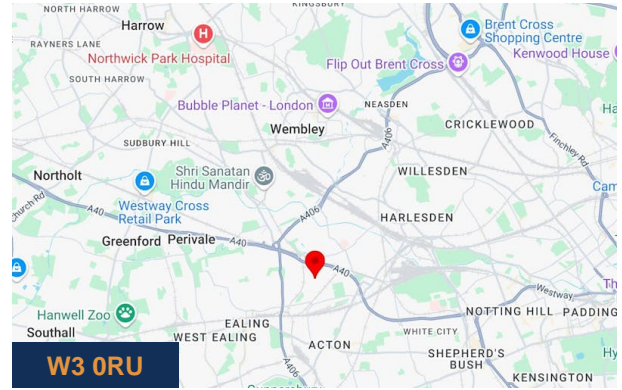 KINGSBURY
NORTH HARROW
Harrow
Brent Cross
Shopping Centre
RAYNERS LANE
H
Northwick Park
Hospital
Kenwood House
Flip Out Brent Cross
SOUTH HARROW
Bubble Planet - London
NEASDEN
Wembley
A406
CRICKLEWOOD
Finchley Rd
SUDBURY HILL
Shri Sanatan
Hindu Mandir
WILLESDEN
Northolt
Westway Cross
Retail Park
A40
A406
HARLESDEN
Greenford
Perivale
A40
A40
Westway
Hanwell Zoo
NOTTING HILL
PADDING
Southall
EALING
WEST EALING
WHITE CITY
ACTON
SHEPHERD'S
BUSH
KENSINGTON
W3 0RU